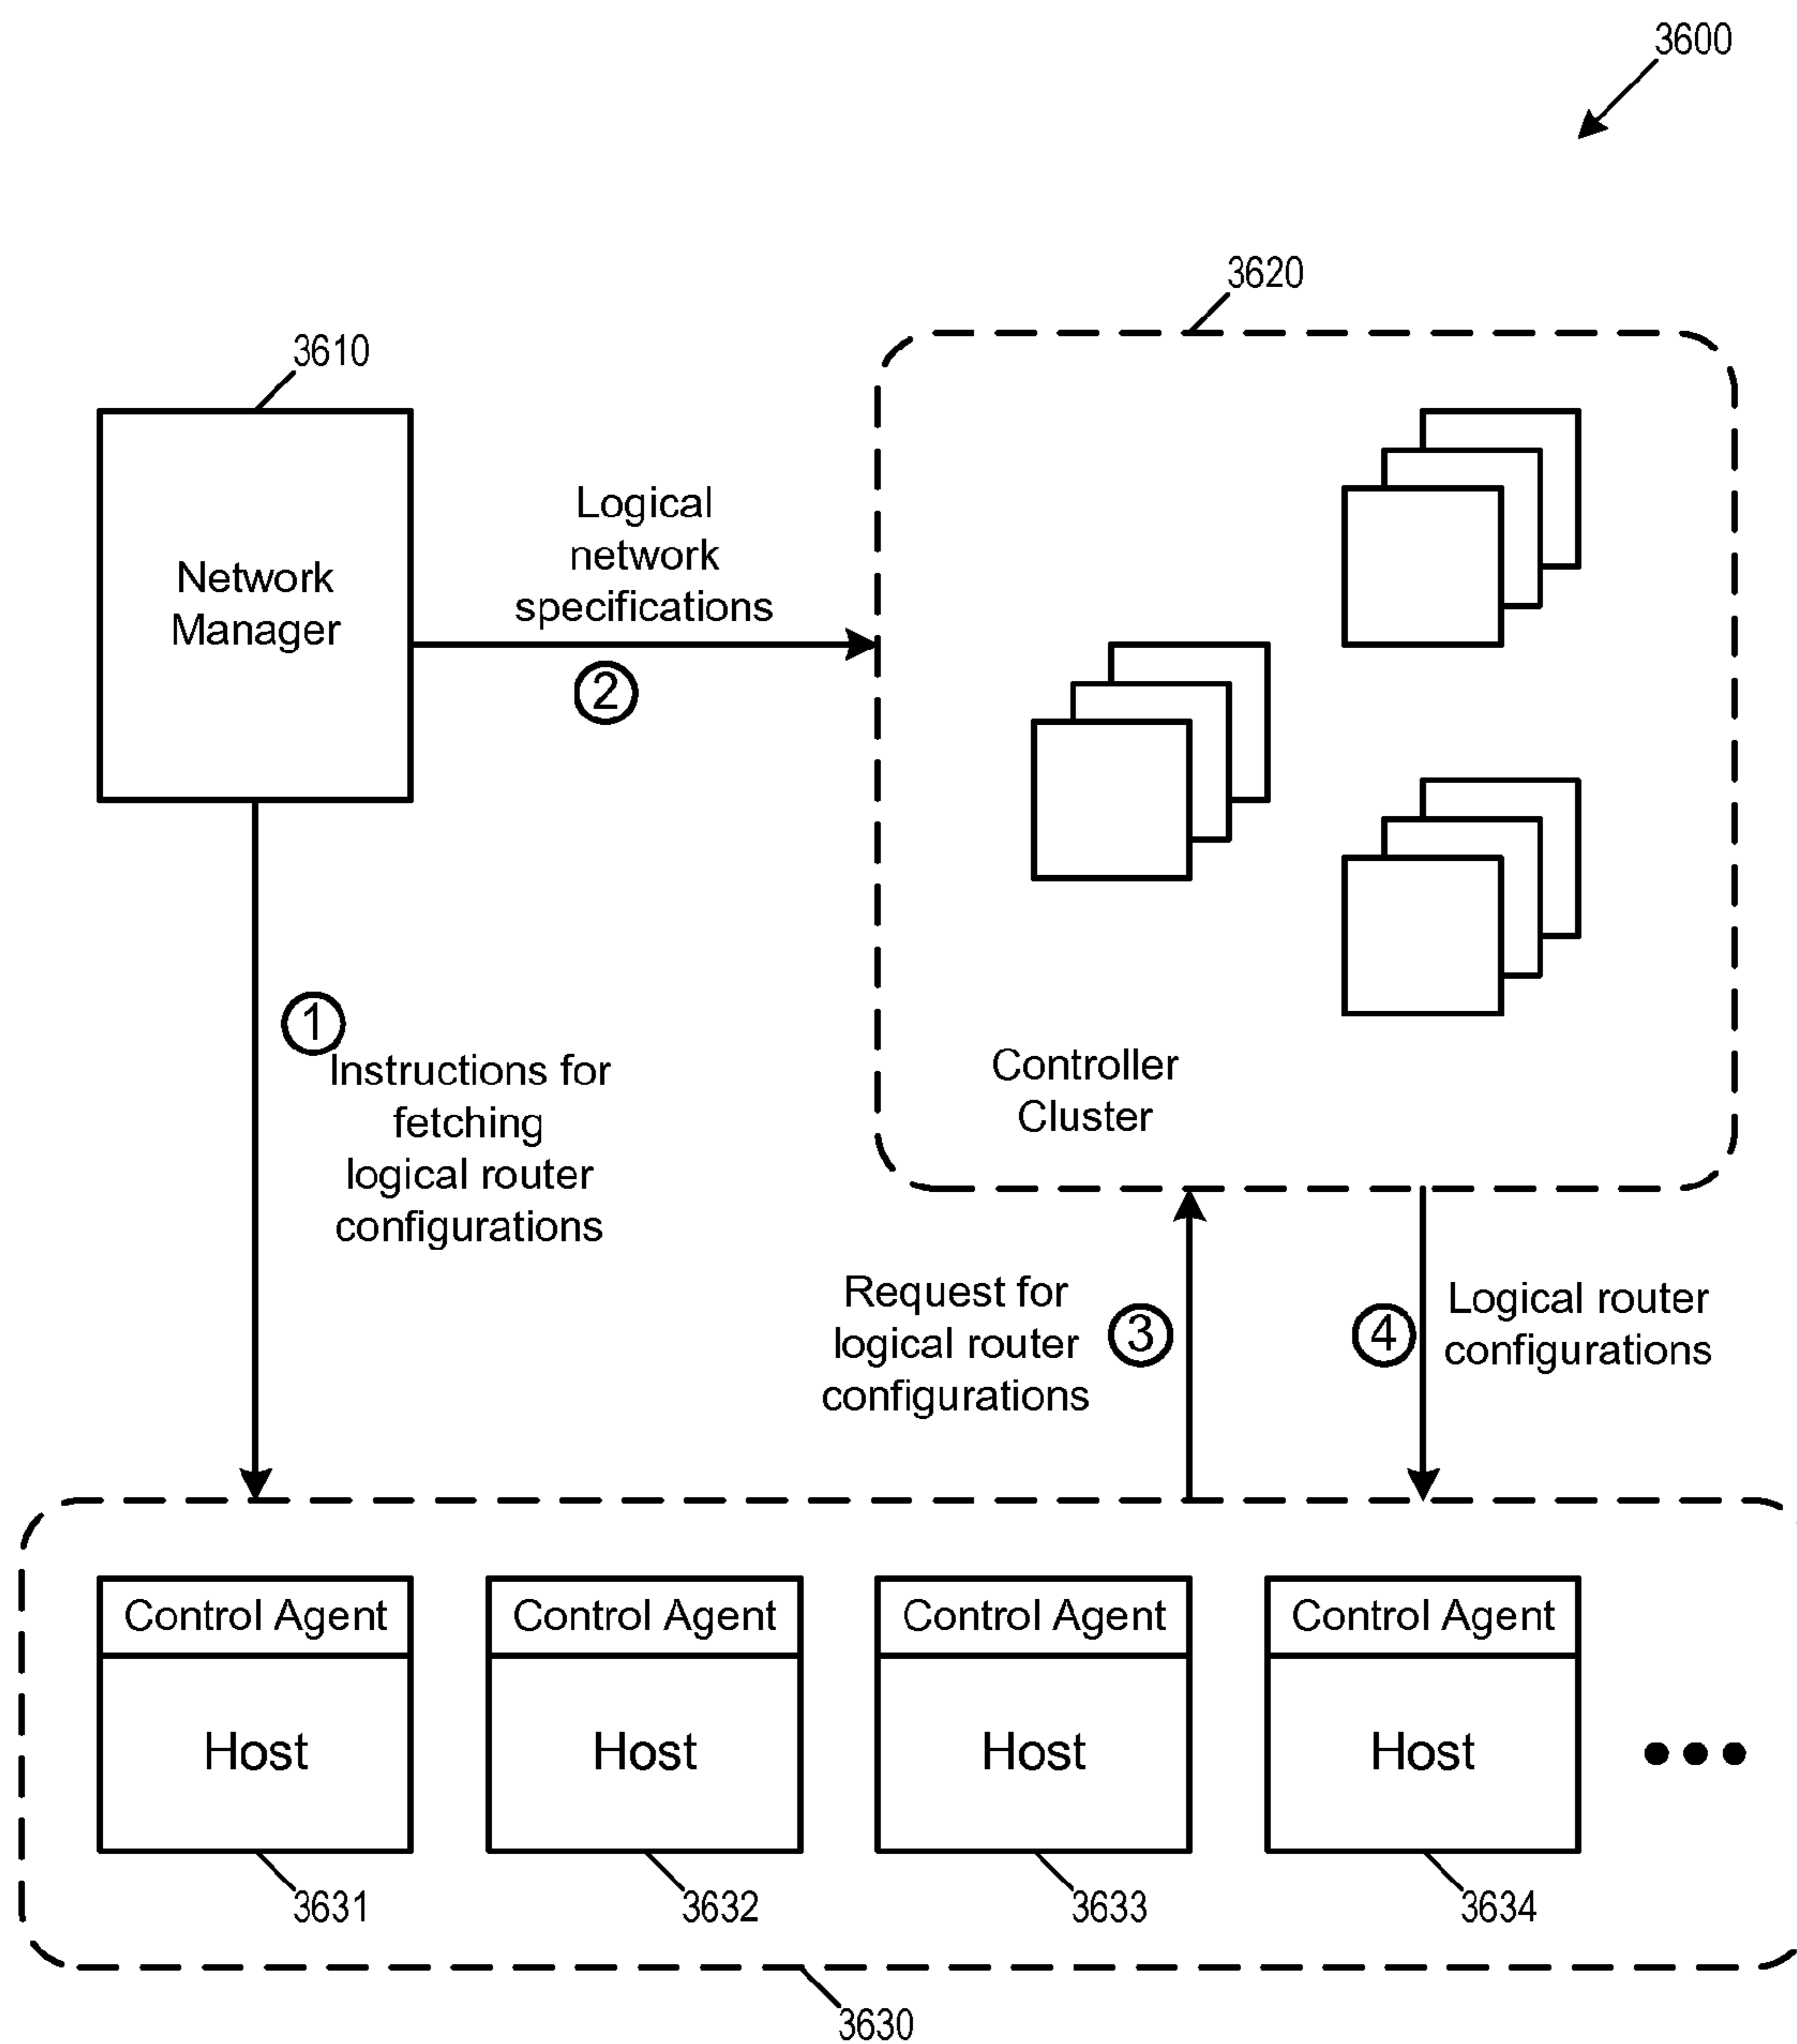 3600
3620
3610
Network
Manager
Logical
network
specifications
2
Controller
Cluster
1
Instructions for
fetching
logical router
configurations
Request for
logical router
configurations
3
4
Logical router
configurations
Control Agent
Host
3631
Control Agent
Host
3632
Control Agent
Host
3633
Control Agent
Host
3634
3630